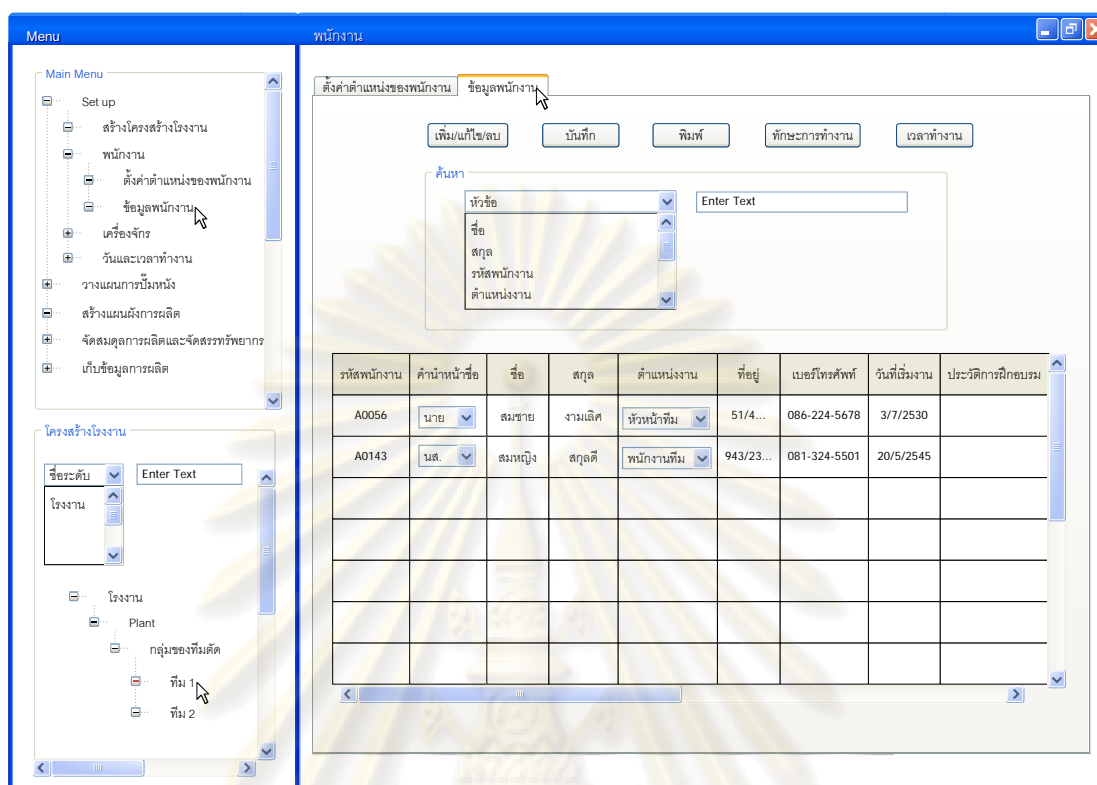 Menu
Main Menu
Set up
สร้างโครงสร้างโรงงาน
พนักงาน
ตั้งค่าตำแหน่งของพนักงาน
ข้อมูลพนักงาน
เครื่องจักร
วันและเวลาทำงาน
วางแผนการปั๊มหนัง
สร้างแผนผังการผลิต
จัดสมดุลการผลิตและจัดสรรทรัพยากร
เก็บข้อมูลการผลิต
โครงสร้างโรงงาน
ชื่อระดับ Enter Text
โรงงาน
โรงงาน
Plant
กลุ่มของทีมตัด
ทีม 1
ทีม 2
พนักงาน
ตั้งค่าตำแหน่งของพนักงาน ข้อมูลพนักงาน
เพิ่ม/แก้ไข/ลบ บันทึก พิมพ์ ทักษะการทำงาน เวลาทำงาน
ค้นหา
หัวข้อ Enter Text
ชื่อ
สกุล
รหัสพนักงาน
ตำแหน่งงาน
รหัสพนักงาน คำนำหน้าชื่อ ชื่อ สกุล ตำแหน่งงาน ที่อยู่ เบอร์โทรศัพท์ วันที่เริ่มงาน ประวัติการฝึกอบรม
A0056 นาย สมชาย งามเลิศ หัวหน้าทีม 51/4... 086-224-5678 3/7/2530
A0143 นส. สมหญิง สกุลดี พนักงานทีม 943/23... 081-324-5501 20/5/2545